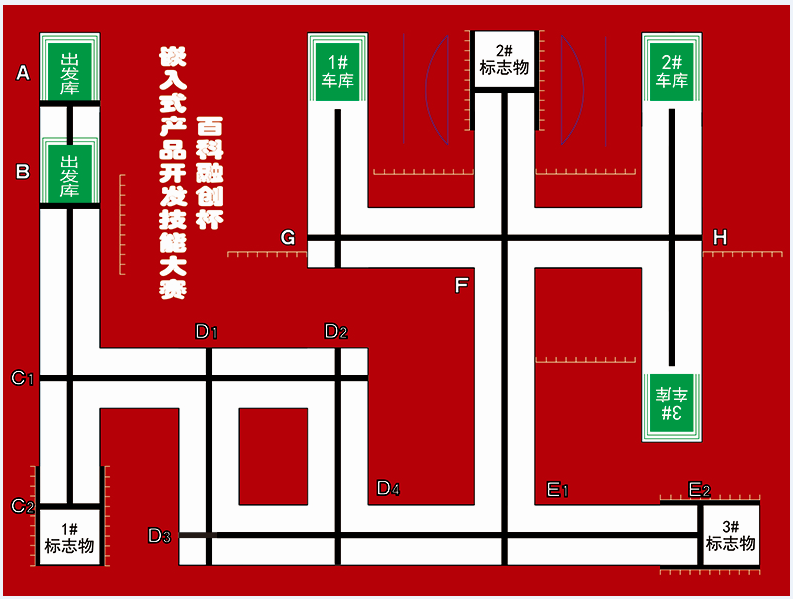 A
出发库
B
出发库
嵌入式产品开发技能大赛
百科融创杯
1#
车库
2#
标志物
2#
车库
G
H
F
D1
D2
C1
3#
车库
D4
E1
E2
C2
1#
标志物
D3
3#
标志物